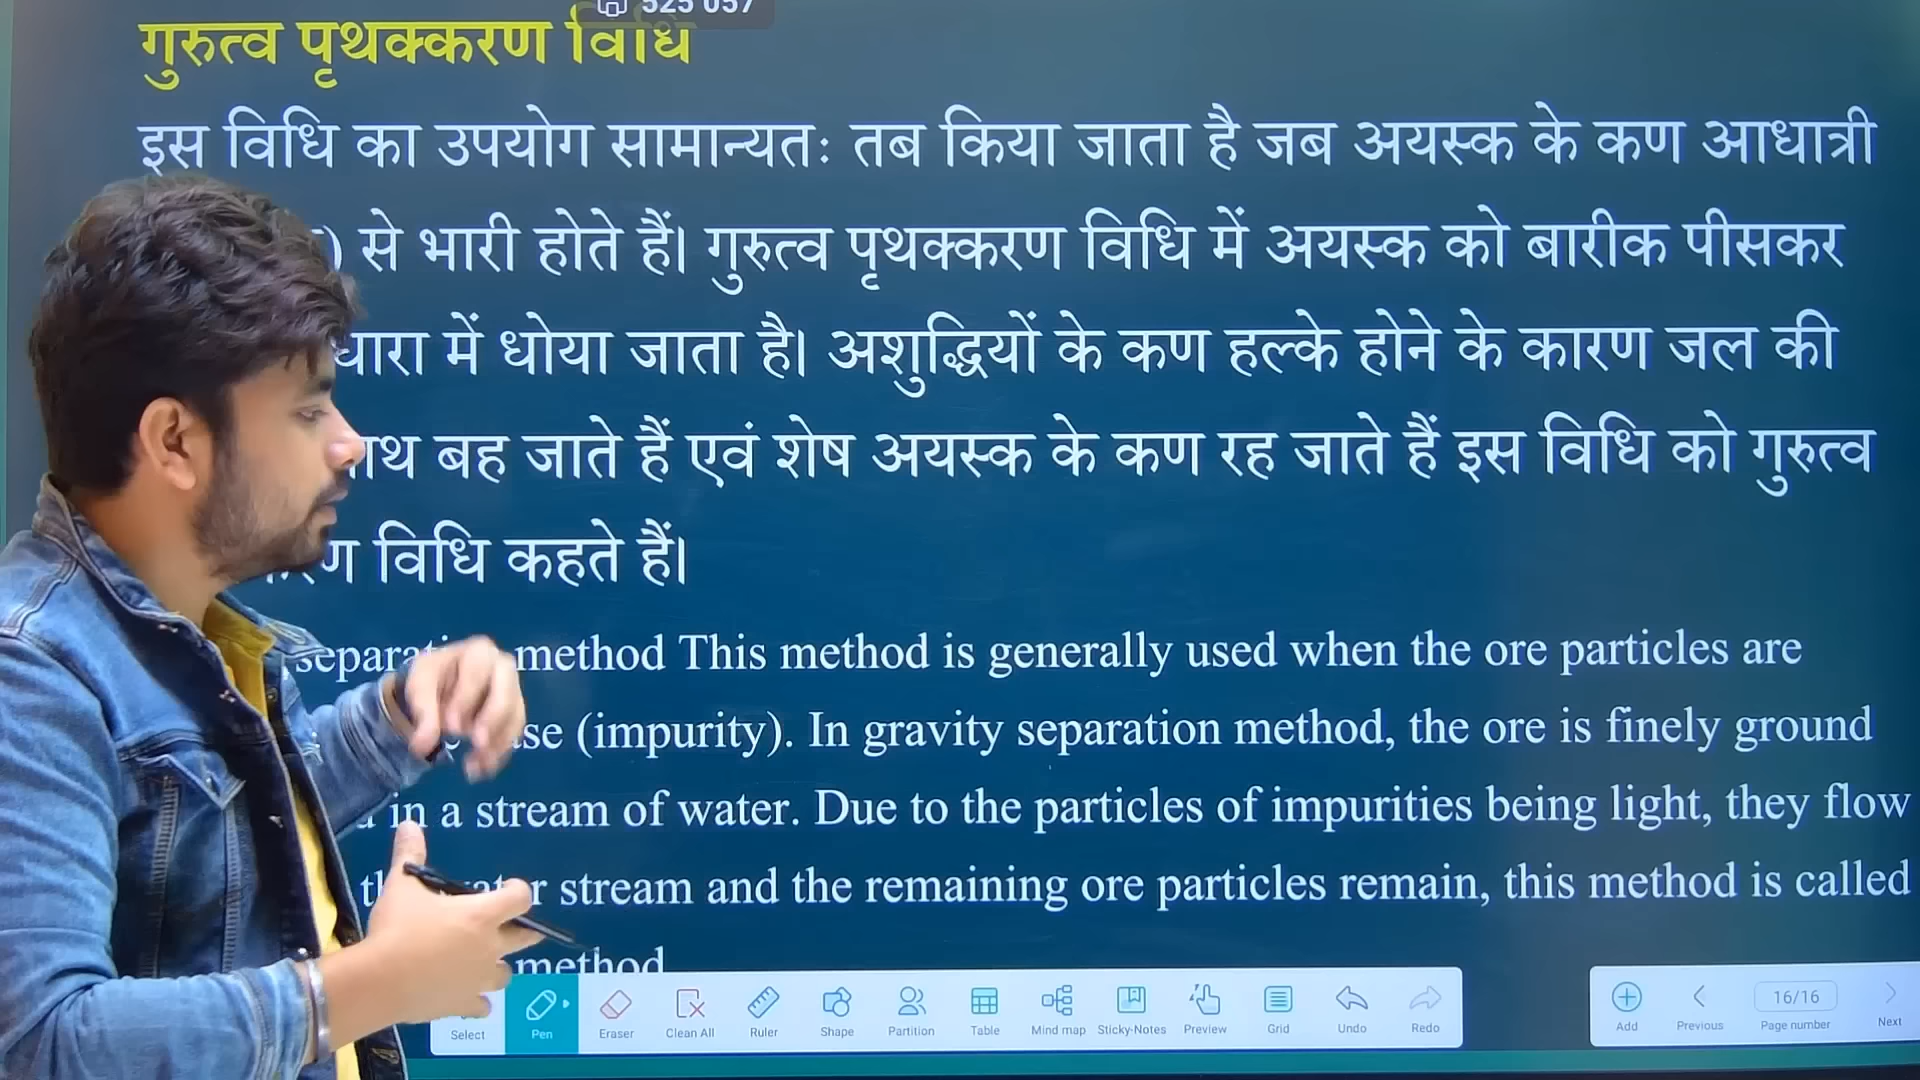 525 057
गुरुत्व पृथक्करण विधि
इस विधि का उपयोग सामान्यतः तब किया जाता है जब अयस्क के कण आधात्री
) से भारी होते हैं। गुरुत्व पृथक्करण विधि में अयस्क को बारीक पीसकर
धारा में धोया जाता है। अशुद्धियों के कण हल्के होने के कारण जल की
बह जाते हैं एवं शेष अयस्क के कण रह जाते हैं इस विधि को गुरुत्व
विधि कहते हैं।
method This method is generally used when the ore particles are
(impurity). In gravity separation method, the ore is finely ground
in a stream of water. Due to the particles of impurities being light, they flow
stream and the remaining ore particles remain, this method is called
method
Select Pen Eraser Clean All Ruler Shape Partition Table Mind map Sticky-Notes Preview Grid Undo Redo
Add Previous 16/16 Page number Next